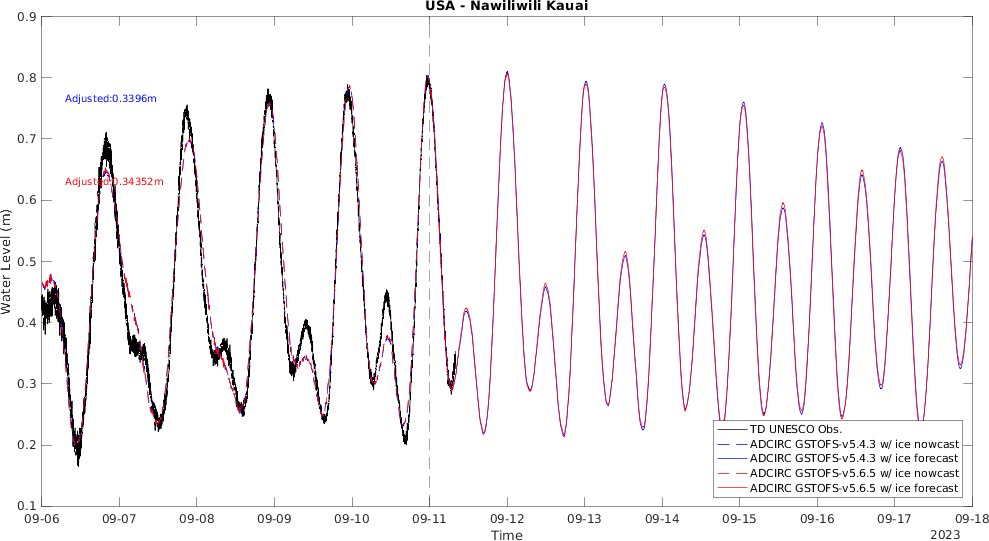 USA - Nawiliwili Kauai
0.9
0.8
0.7
0.6
0.5
0.4
0.3
0.2
0.1
Water Level (m)
Adjusted:0.3396m
Adjusted:0.34352m
TD UNESCO Obs.
ADCIRC GSTOFS-v5.4.3 w/ ice nowcast
ADCIRC GSTOFS-v5.4.3 w/ ice forecast
ADCIRC GSTOFS-v5.6.5 w/ ice nowcast
ADCIRC GSTOFS-v5.6.5 w/ ice forecast
09-06 09-07 09-08 09-09 09-10 09-11 09-12 09-13 09-14 09-15 09-16 09-17 09-18
Time
2023